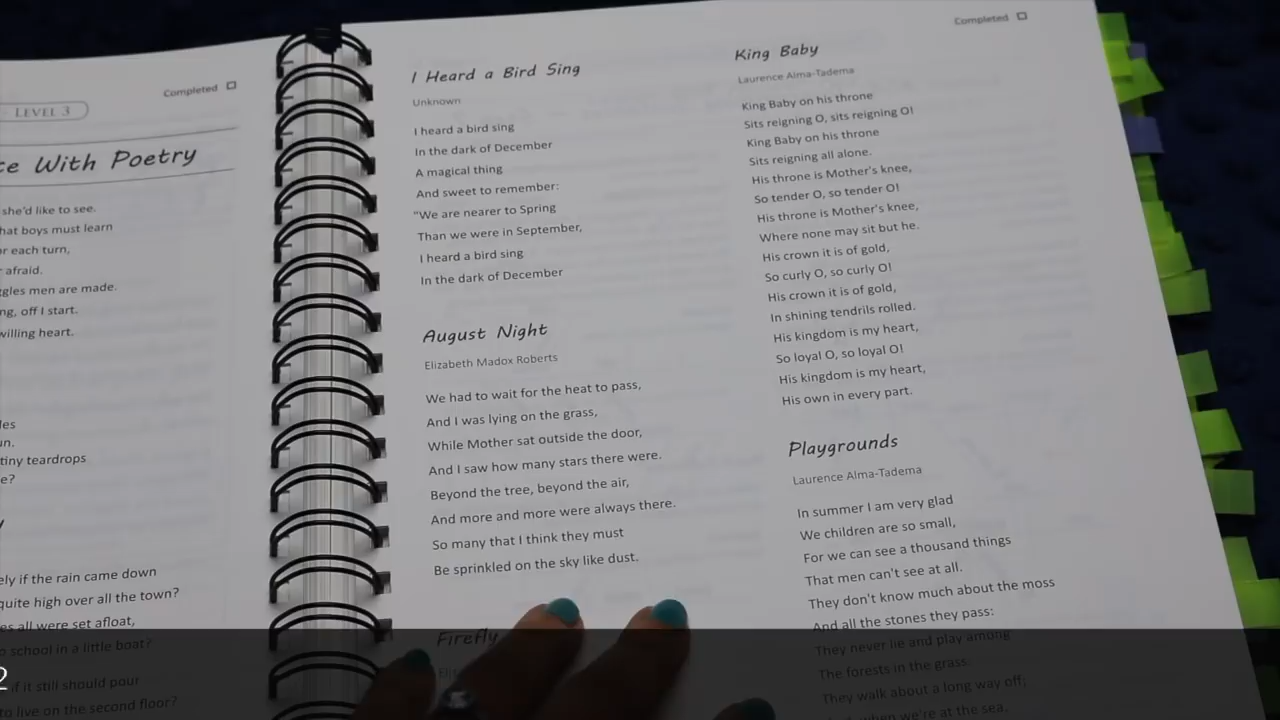 Completed
LEVEL 3
With Poetry
she'd like to see.
hat boys must learn
each turn,
afraid.
men are made.
off I start.
willing heart.
tiny teardrops
if the rain came down
quite high over all the town?
all were set afloat,
school in a little boat?
if it still should pour
to live on the second floor?
2
I Heard a Bird Sing
Unknown
I heard a bird sing
In the dark of December
A magical thing
And sweet to remember:
"We are nearer to Spring
Than we were in September,
I heard a bird sing
In the dark of December
August Night
Elizabeth Madox Roberts
We had to wait for the heat to pass,
And I was lying on the grass,
While Mother sat outside the door,
And I saw how many stars there were.
Beyond the tree, beyond the air,
And more and more were always there.
So many that I think they must
Be sprinkled on the sky like dust.
Firefly
Completed
King Baby
Laurence Alma-Tadema
King Baby on his throne
Sits reigning O, sits reigning O!
King Baby on his throne
Sits reigning all alone.
His throne is Mother's knee,
So tender O, so tender O!
His throne is Mother's knee,
Where none may sit but he.
His crown it is of gold,
So curly O, so curly O!
His crown it is of gold,
In shining tendrils rolled.
His kingdom is my heart,
So loyal O, so loyal O!
His kingdom is my heart,
His own in every part.
Playgrounds
Laurence Alma-Tadema
In summer I am very glad
We children are so small,
For we can see a thousand things
That men can't see at all.
They don't know much about the moss
And all the stones they pass:
They never lie and play among
The forests in the grass.
They walk about a long way off;
when we're at the sea,